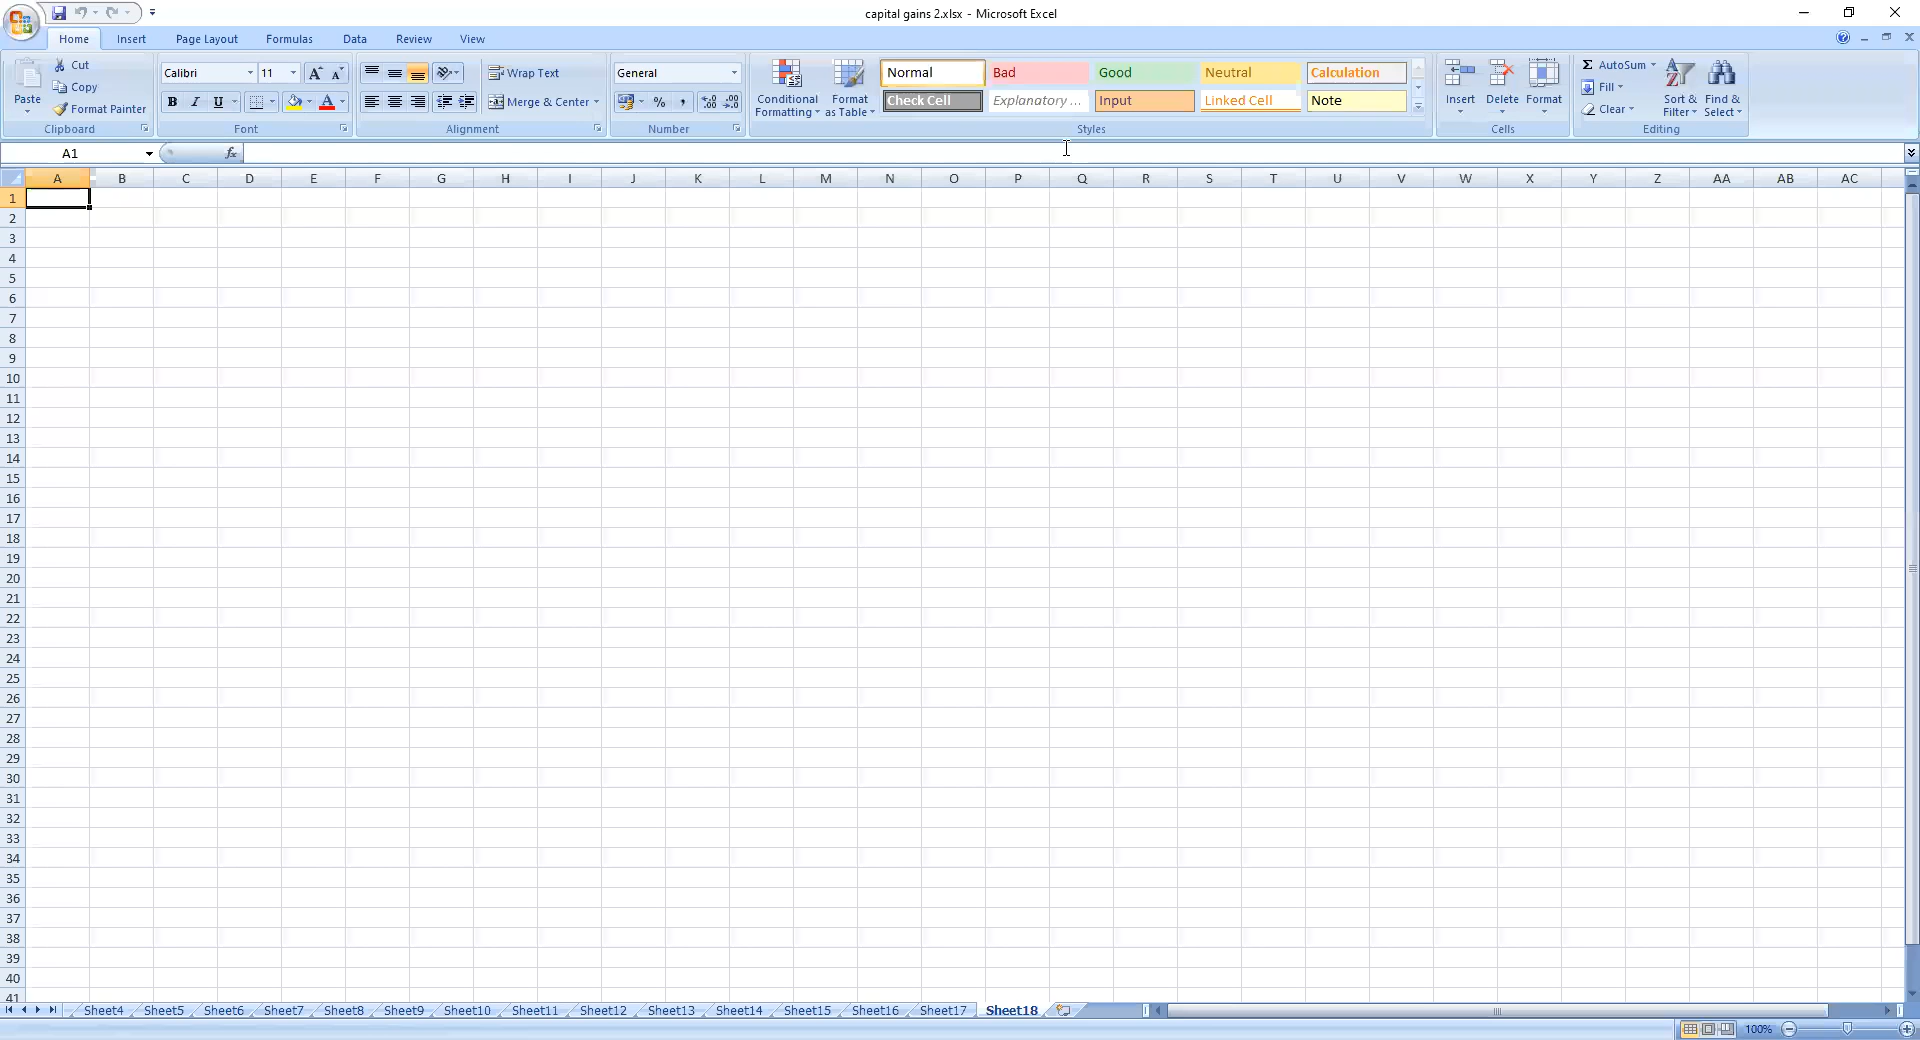 capital gains 2.xlsx - Microsoft Excel
Home Insert Page Layout Formulas Data Review View
Paste
Cut
Copy
Format Painter
Clipboard
Calibri 11
B I U
Font
Wrap Text
Merge & Center
Alignment
General
Number
Conditional Formatting
Format as Table
Normal Bad Good Neutral Calculation
Check Cell Explanatory ... Input Linked Cell Note
Styles
Insert Delete Format
Cells
Σ AutoSum
Fill
Clear
Sort & Filter
Find & Select
Editing
A1 fx
A B C D E F G H I J K L M N O P Q R S T U V W X Y Z AA AB AC
1
2
3
4
5
6
7
8
9
10
11
12
13
14
15
16
17
18
19
20
21
22
23
24
25
26
27
28
29
30
31
32
33
34
35
36
37
38
39
40
41
Sheet4 Sheet5 Sheet6 Sheet7 Sheet8 Sheet9 Sheet10 Sheet11 Sheet12 Sheet13 Sheet14 Sheet15 Sheet16 Sheet17 Sheet18
100%